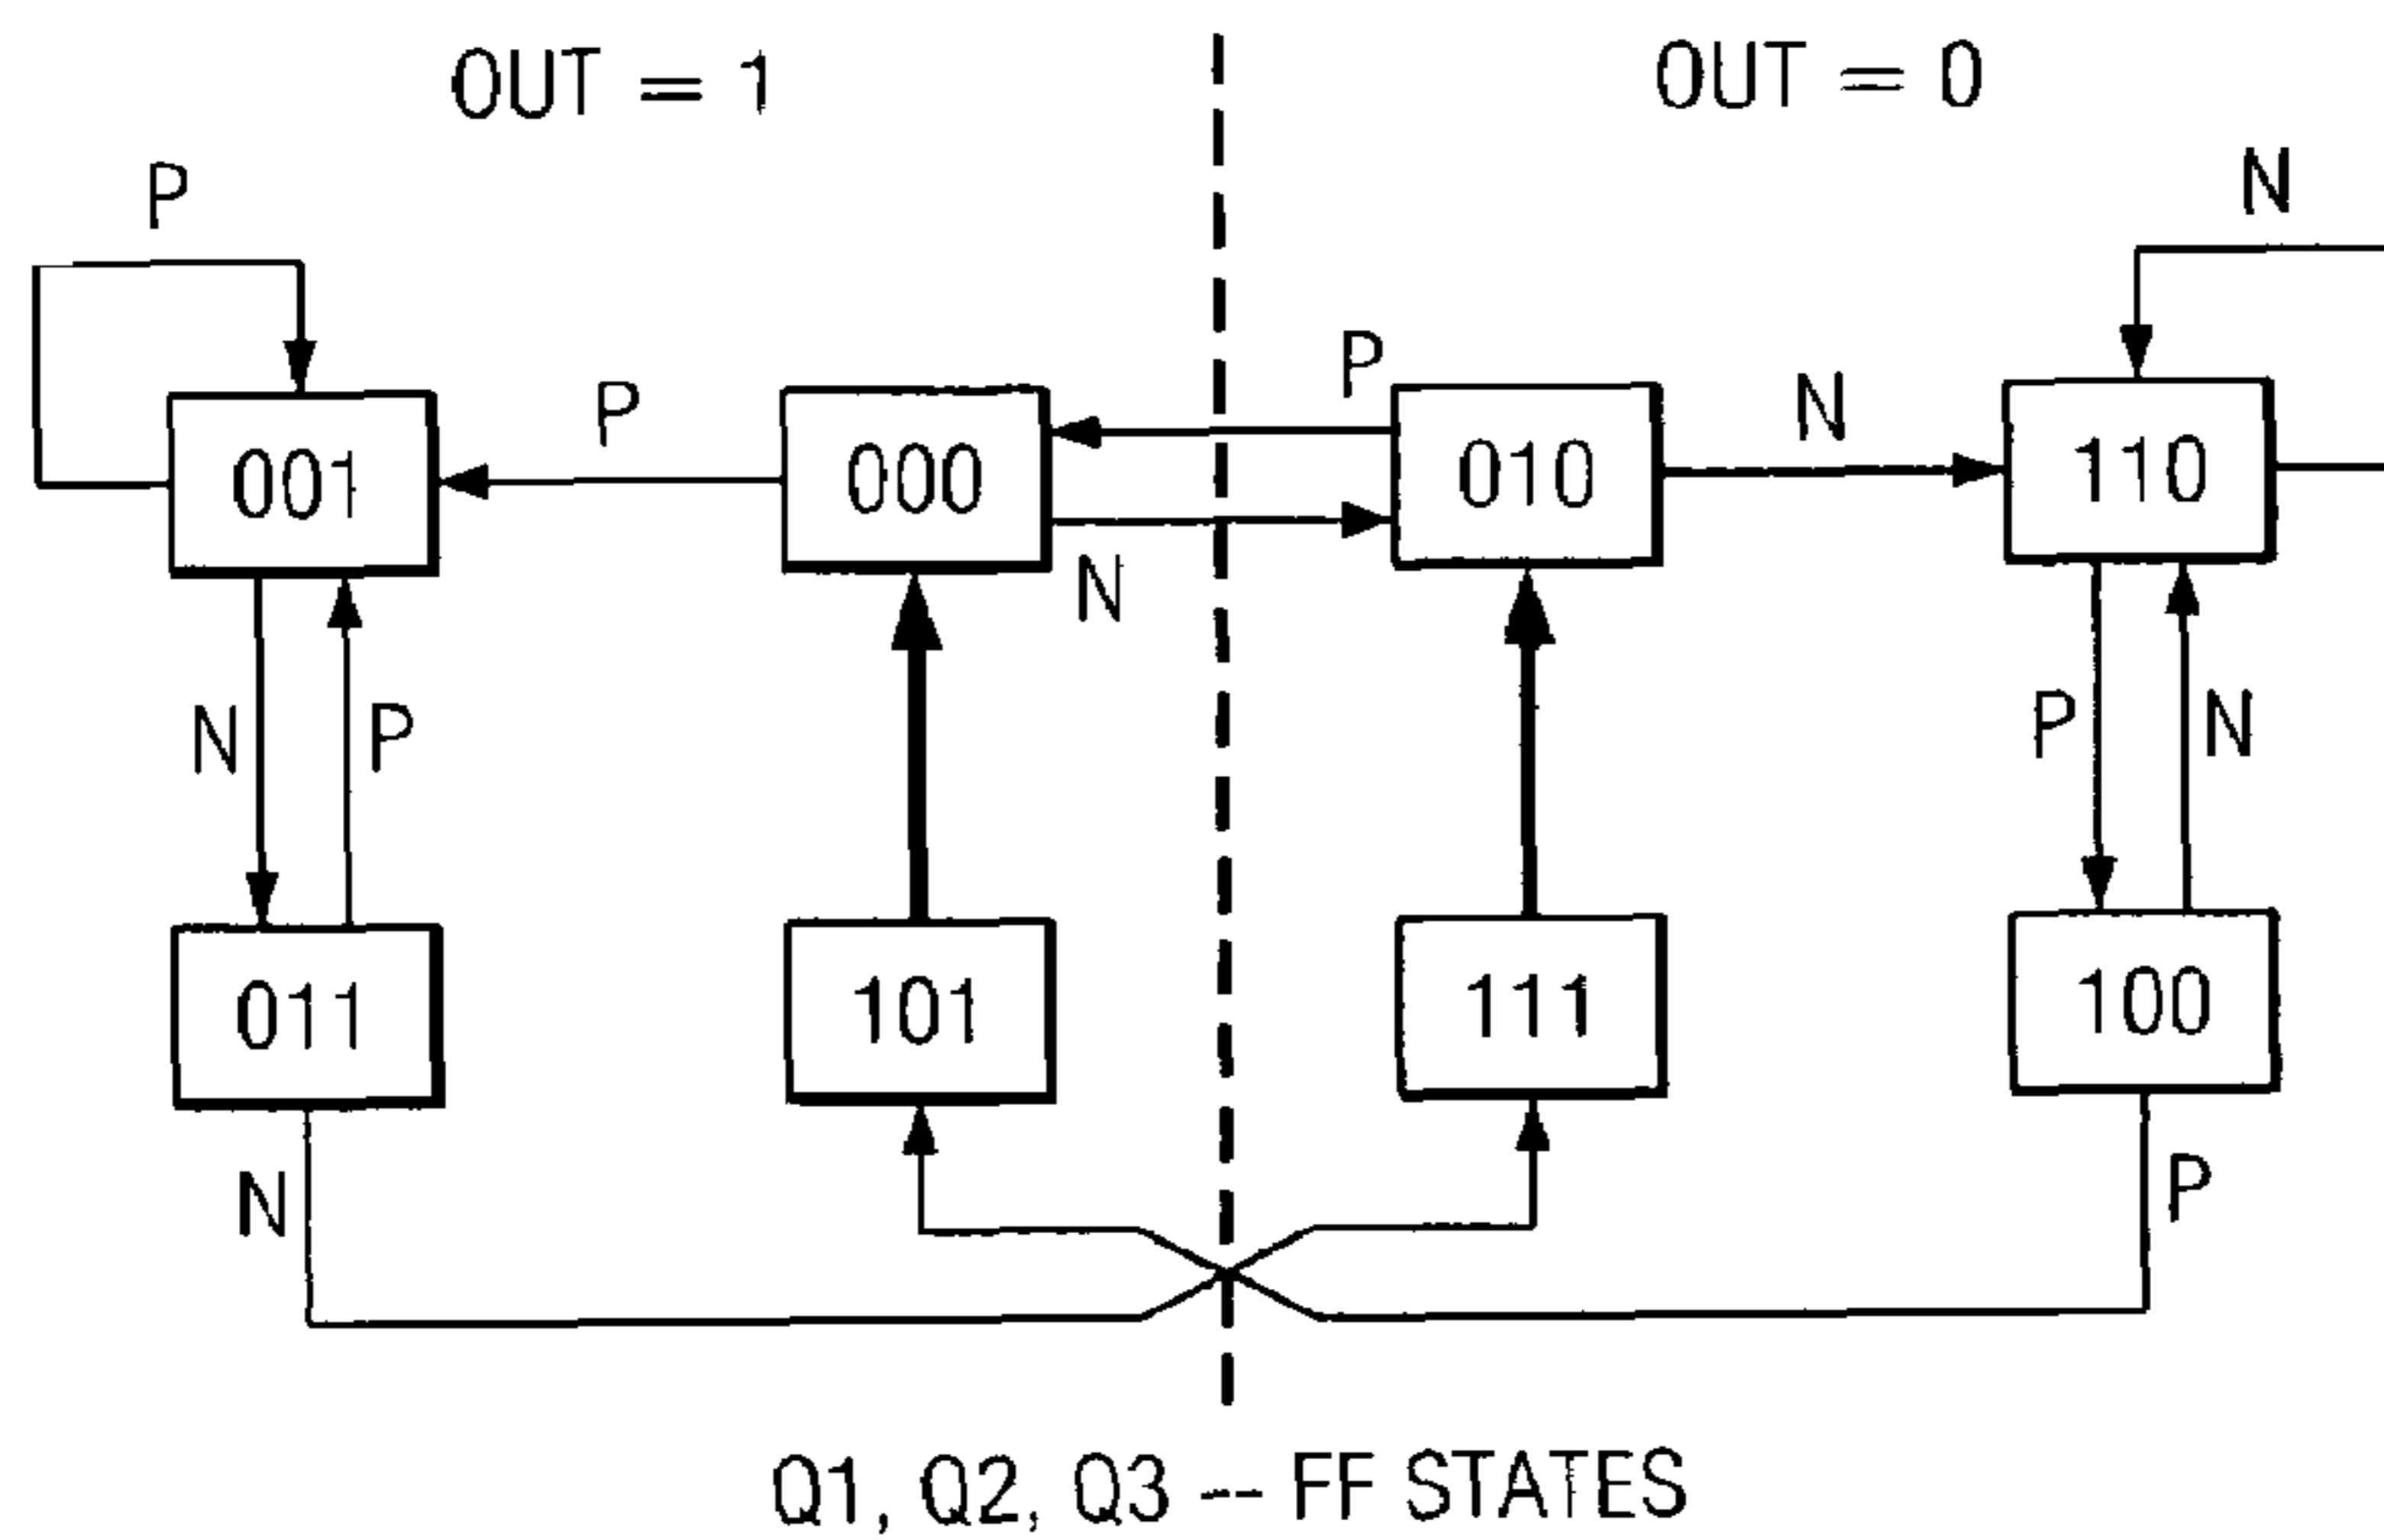 OUT = 1
OUT = 0
P
N
P
P
N
001
000
010
110
N
N
P
P
N
011
101
111
100
N
P
Q1, Q2, Q3 -- FF STATES